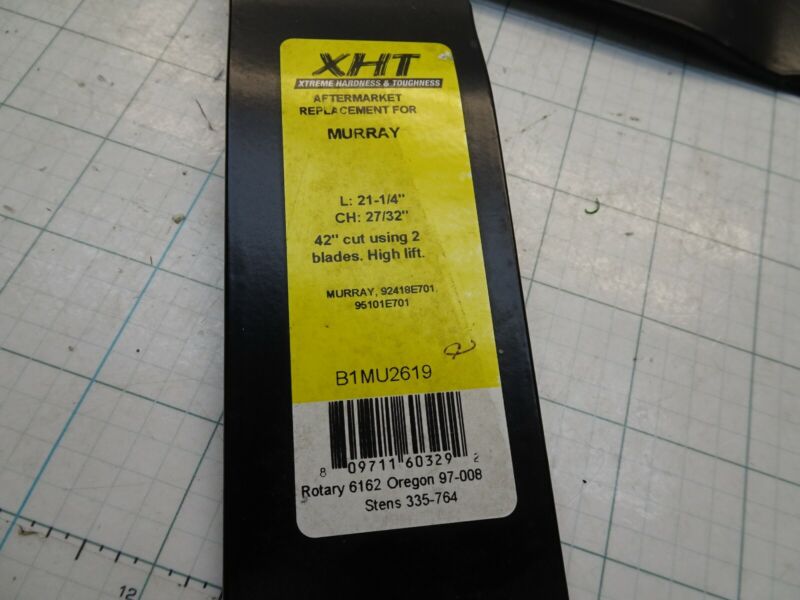 XHT
XTREME HARDNESS & TOUGHNESS
AFTERMARKET
REPLACEMENT FOR
MURRAY
L: 21-1/4"
CH: 27/32"
42" cut using 2
blades. High lift.
MURRAY, 92418E701,
95101E701
B1MU2619
8 09711 60329 2
Rotary 6162 Oregon 97-008
Stens 335-764
12